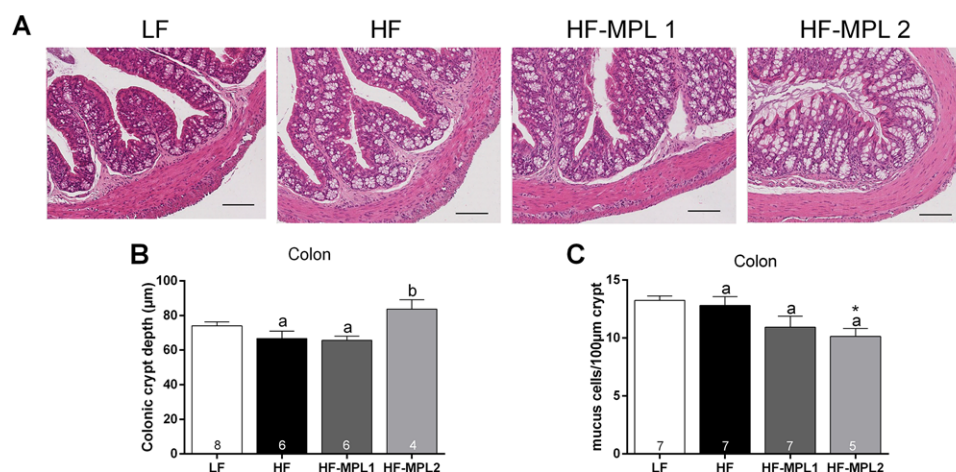 A
LF HF HF-MPL 1 HF-MPL 2
B
Colon
Colonic crypt depth (µm)
100
80
60
40
20
0
a a b
8 6 6 4
LF HF HF-MPL1 HF-MPL2
C
Colon
mucus cells/100µm crypt
15
10
5
0
a a *
a
7 7 7 5
LF HF HF-MPL1 HF-MPL2